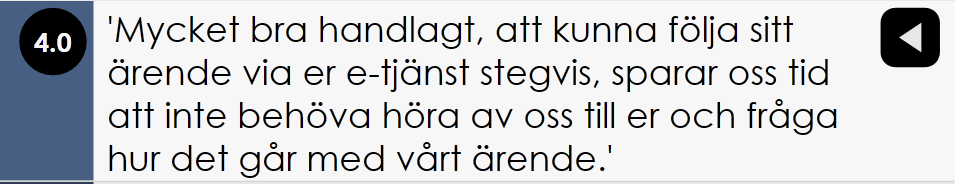 4.0
'Mycket bra handlagt, att kunna följa sitt
ärende via er e-tjänst stegvis, sparar oss tid
att inte behöva höra av oss till er och fråga
hur det går med vårt ärende.'